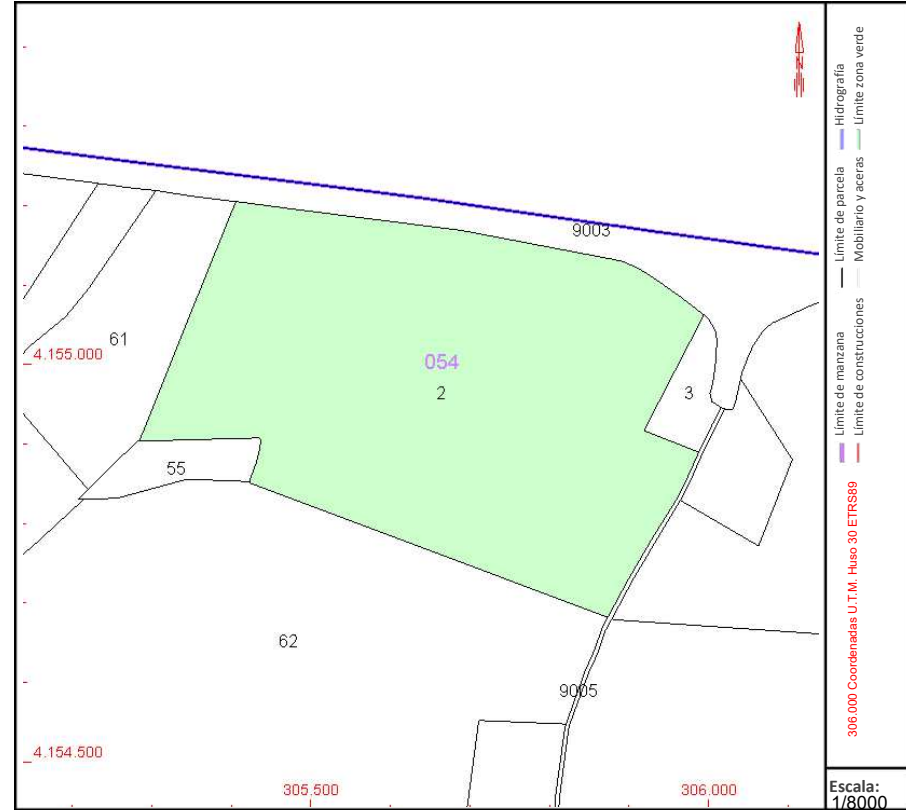 9003
61
4.155.000
054
2
3
55
62
9005
4.154.500
305.500
306.000
Límite de manzana
Límite de parcela
Hidrografía
Límite de construcciones
Mobiliario y aceras
Límite zona verde
306.000 Coordenadas U.T.M. Huso 30 ETRS89
Escala:
1/8000